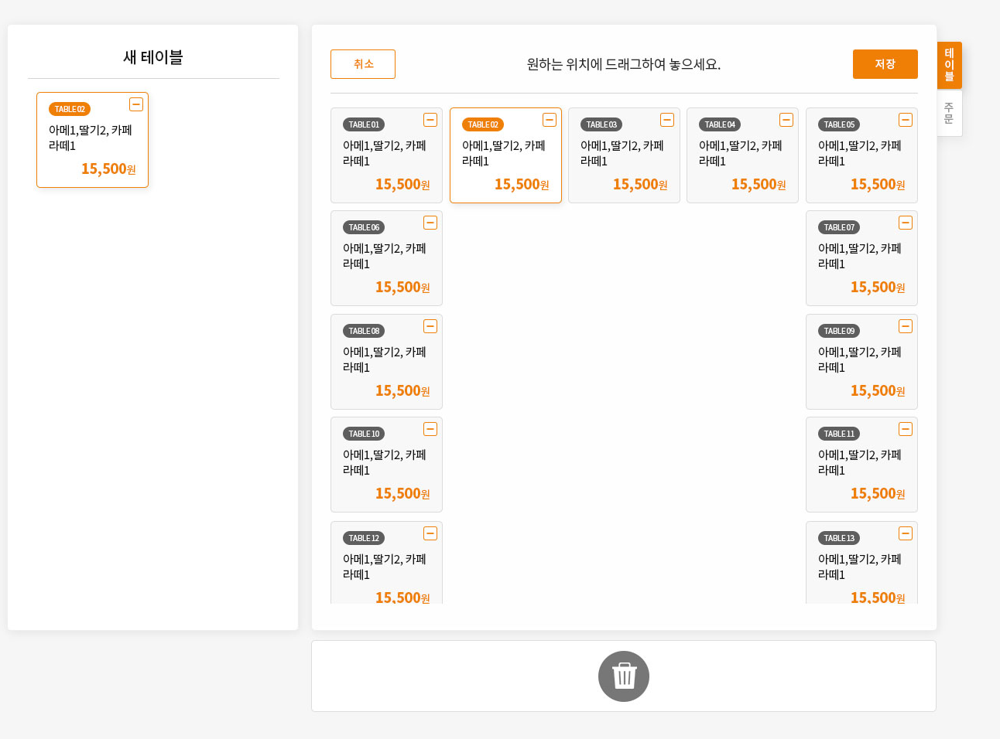 새 테이블
TABLE02
아메1,딸기2, 카페
라떼1
15,500원
취소
원하는 위치에 드래그하여 놓으세요.
저장
TABLE01
아메1,딸기2, 카페
라떼1
15,500원
TABLE02
아메1,딸기2, 카페
라떼1
15,500원
TABLE03
아메1,딸기2, 카페
라떼1
15,500원
TABLE04
아메1,딸기2, 카페
라떼1
15,500원
TABLE05
아메1,딸기2, 카페
라떼1
15,500원
TABLE06
아메1,딸기2, 카페
라떼1
15,500원
TABLE07
아메1,딸기2, 카페
라떼1
15,500원
TABLE08
아메1,딸기2, 카페
라떼1
15,500원
TABLE09
아메1,딸기2, 카페
라떼1
15,500원
TABLE10
아메1,딸기2, 카페
라떼1
15,500원
TABLE11
아메1,딸기2, 카페
라떼1
15,500원
TABLE12
아메1,딸기2, 카페
라떼1
15,500원
TABLE13
아메1,딸기2, 카페
라떼1
15,500원
테이블
주문